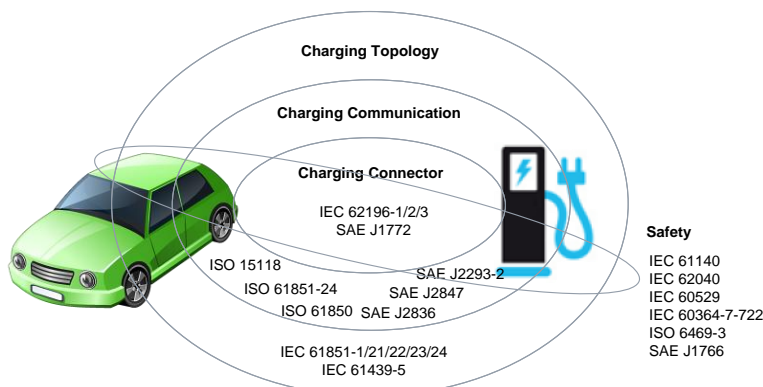 Charging Topology
Charging Communication
Charging Connector
IEC 62196-1/2/3
SAE J1772
ISO 15118
SAE J2293-2
ISO 61851-24
SAE J2847
ISO 61850
SAE J2836
IEC 61851-1/21/22/23/24
IEC 61439-5
Safety
IEC 61140
IEC 62040
IEC 60529
IEC 60364-7-722
ISO 6469-3
SAE J1766